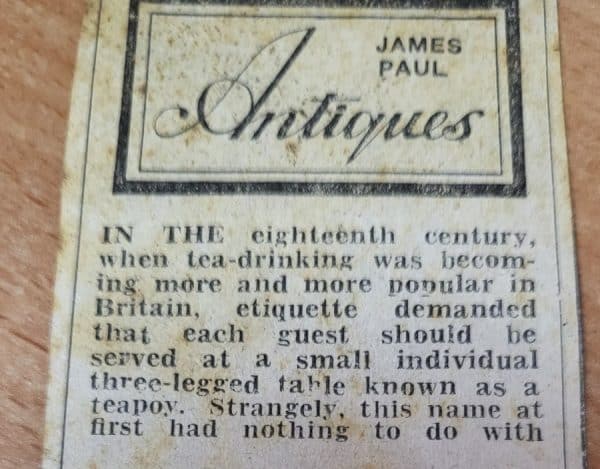 JAMES
PAUL
Antiques
IN THE eighteenth century,
when tea-drinking was becom-
ing more and more popular in
Britain, etiquette demanded
that each guest should be
served at a small individual
three-legged table known as a
teapoy. Strangely, this name at
first had nothing to do with